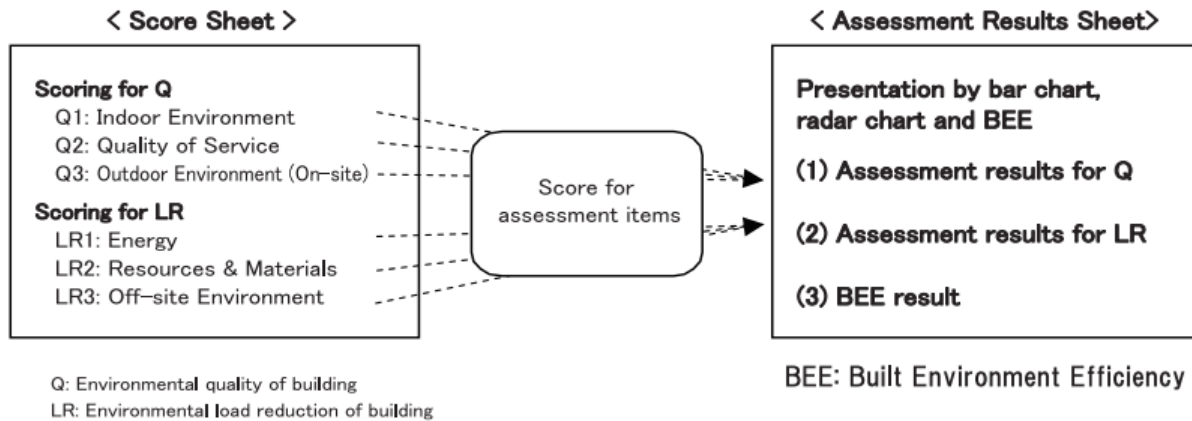 < Score Sheet >
Scoring for Q
Q1: Indoor Environment
Q2: Quality of Service
Q3: Outdoor Environment (On-site)
Scoring for LR
LR1: Energy
LR2: Resources & Materials
LR3: Off-site Environment
Q: Environmental quality of building
LR: Environmental load reduction of building
Score for
assessment items
< Assessment Results Sheet>
Presentation by bar chart,
radar chart and BEE
(1) Assessment results for Q
(2) Assessment results for LR
(3) BEE result
BEE: Built Environment Efficiency